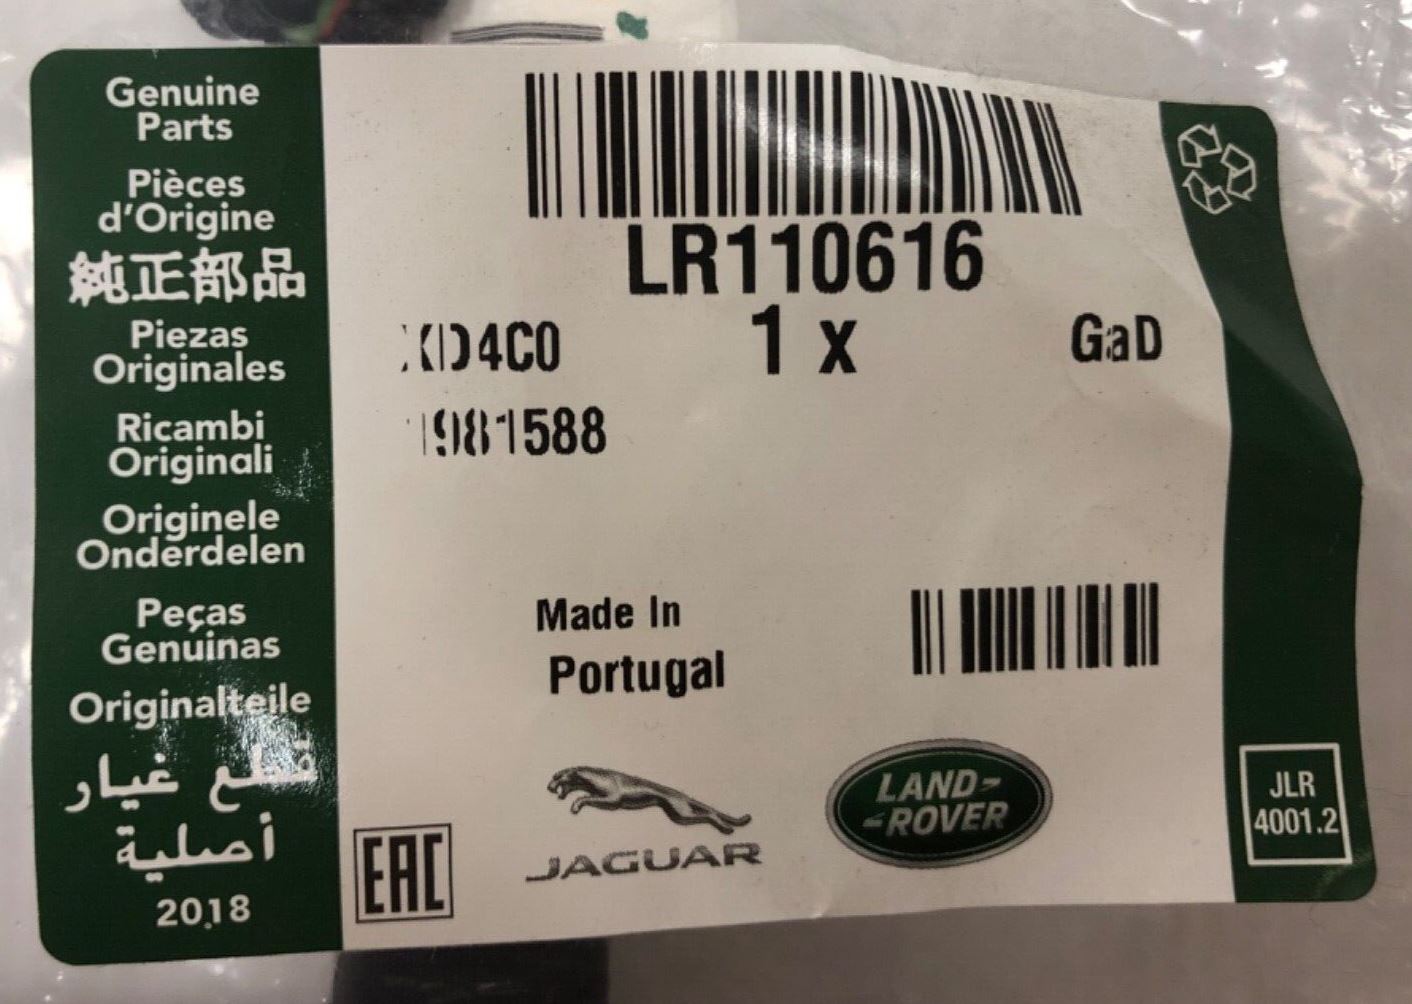 Genuine
Parts
Pièces
d'Origine
純正部品
Piezas
Originales
Ricambi
Originali
Originele
Onderdelen
Peças
Genuinas
Originalteile
قطع غيار
أصلية
2018
LR110616
XD4C0 1 x GaD
1981588
Made In
Portugal
EAC
JAGUAR
LAND-
-ROVER
JLR
4001.2